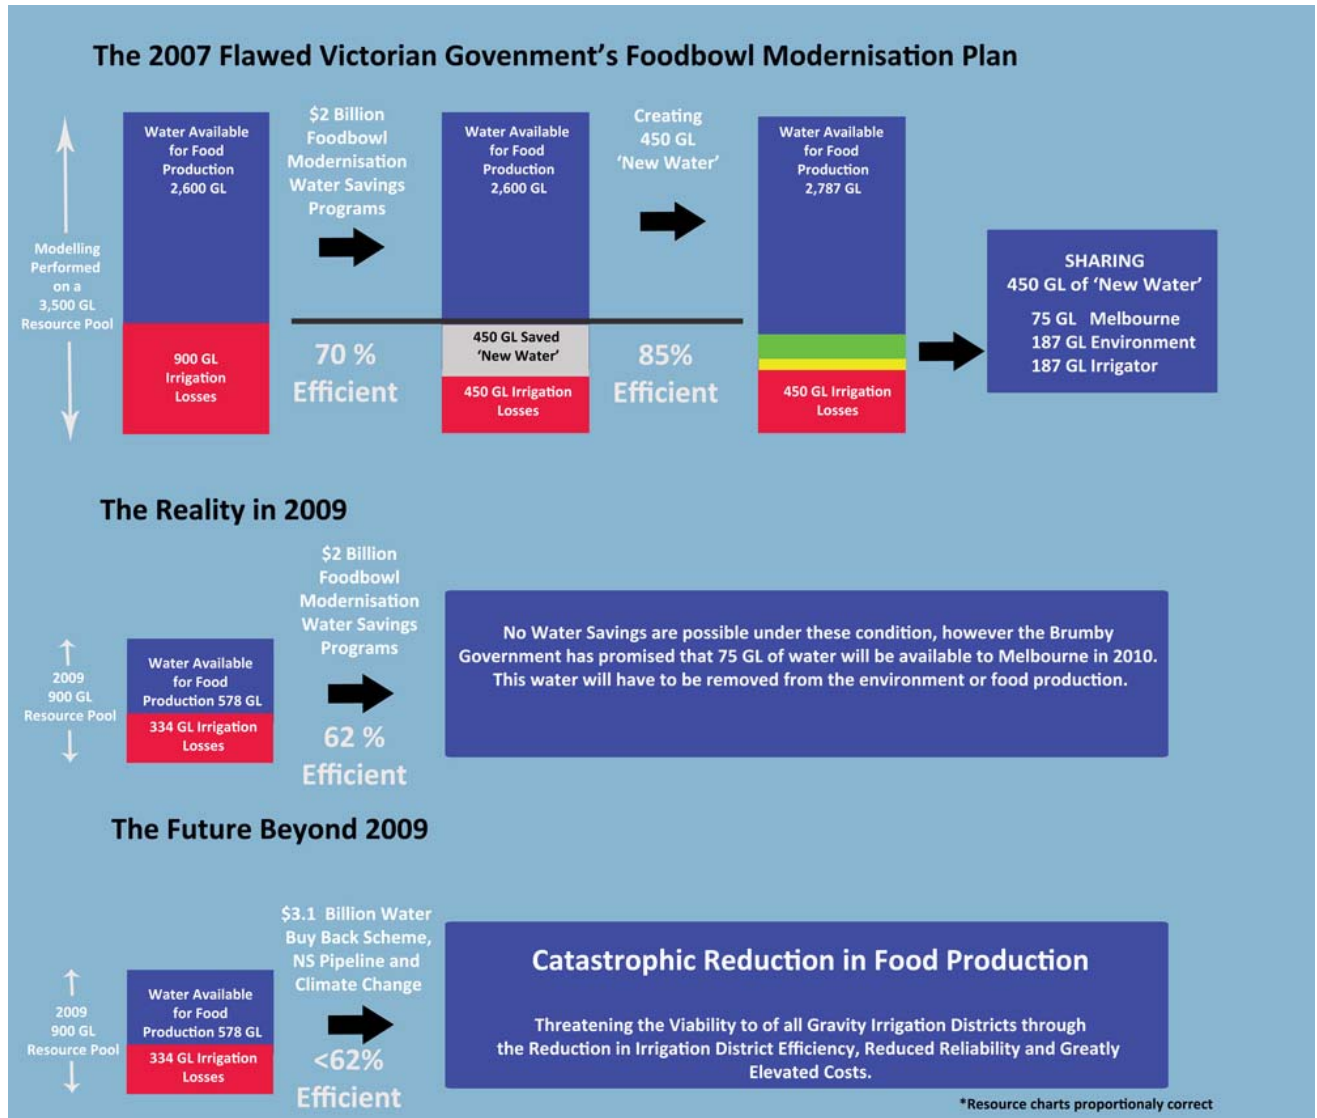 The 2007 Flawed Victorian Govenment's Foodbowl Modernisation Plan
Modelling
Performed
on a
3,500 GL
Resource Pool
Water Available
for Food
Production
2,600 GL
900 GL
Irrigation
Losses
$2 Billion
Foodbowl
Modernisation
Water Savings
Programs
70 %
Efficient
Water Available
for Food
Production
2,600 GL
450 GL Saved
'New Water'
450 GL Irrigation
Losses
Creating
450 GL
'New Water'
85%
Efficient
Water Available
for Food
Production
2,787 GL
450 GL Irrigation
Losses
SHARING
450 GL of 'New Water'
75 GL Melbourne
187 GL Environment
187 GL Irrigator
The Reality in 2009
2009
900 GL
Resource Pool
Water Available
for Food
Production 578 GL
334 GL Irrigation
Losses
$2 Billion
Foodbowl
Modernisation
Water Savings
Programs
62 %
Efficient
No Water Savings are possible under these condition, however the Brumby
Government has promised that 75 GL of water will be available to Melbourne in 2010.
This water will have to be removed from the environment or food production.
The Future Beyond 2009
2009
900 GL
Resource Pool
Water Available
for Food
Production 578 GL
334 GL Irrigation
Losses
$3.1 Billion Water
Buy Back Scheme,
NS Pipeline and
Climate Change
<62%
Efficient
Catastrophic Reduction in Food Production
Threatening the Viability to of all Gravity Irrigation Districts through
the Reduction in Irrigation District Efficiency, Reduced Reliability and Greatly
Elevated Costs.
*Resource charts proportionaly correct